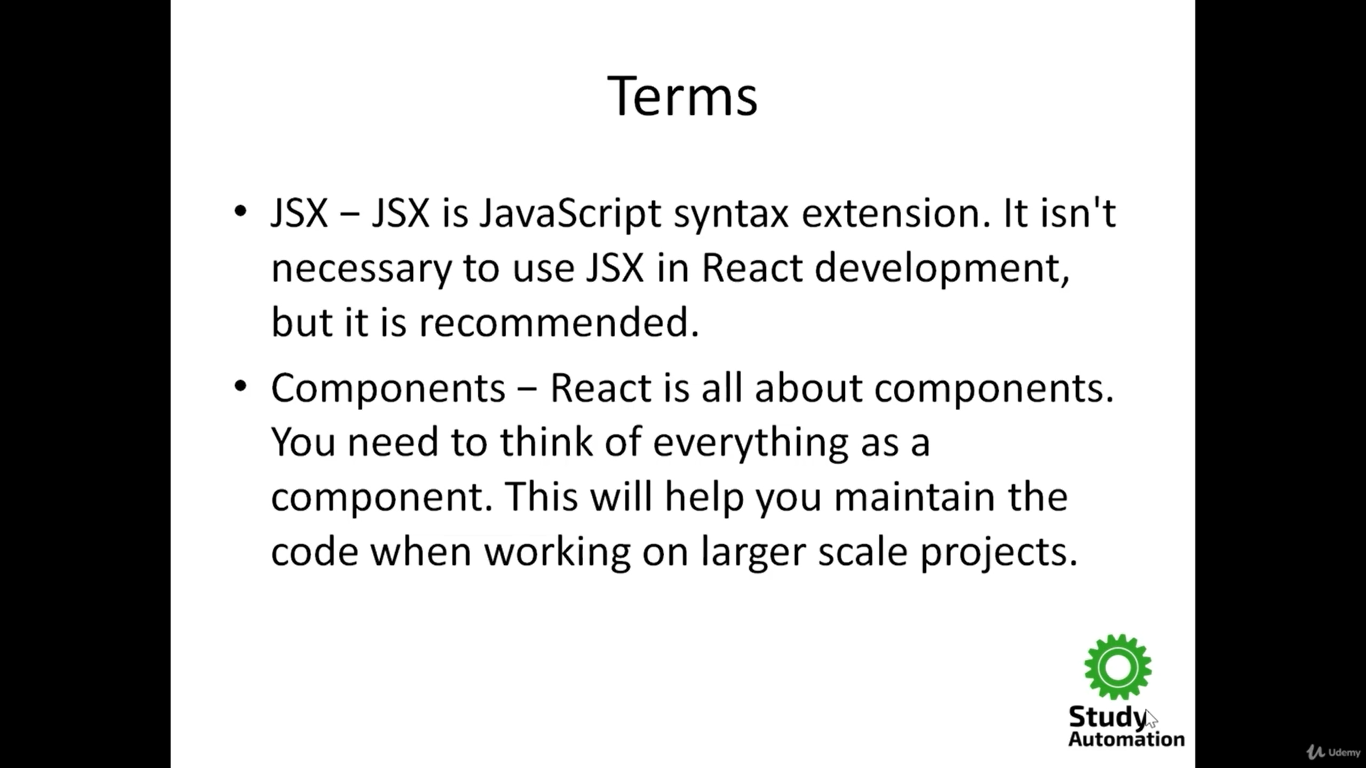 Terms
• JSX – JSX is JavaScript syntax extension. It isn't
necessary to use JSX in React development,
but it is recommended.
• Components – React is all about components.
You need to think of everything as a
component. This will help you maintain the
code when working on larger scale projects.
Study
Automation
Udemy